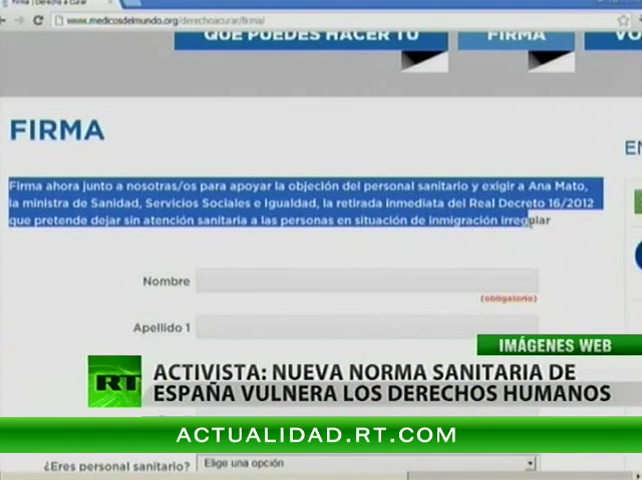 Firma | Derecho a curar
www.medicosdelmundo.org/derechoacurar/firma/
QUE PUEDES HACER TÚ
FIRMA
VO
FIRMA
EN
Firma ahora junto a nosotras/os para apoyar la objeción del personal sanitario y exigir a Ana Mato,
la ministra de Sanidad, Servicios Sociales e Igualdad, la retirada inmediata del Real Decreto 16/2012
que pretende dejar sin atención sanitaria a las personas en situación de inmigración irregular
Nombre
(obligatorio)
Apellido 1
IMÁGENES WEB
RT
ACTIVISTA: NUEVA NORMA SANITARIA DE
ESPAÑA VULNERA LOS DERECHOS HUMANOS
ACTUALIDAD.RT.COM
¿Eres personal sanitario?
Elige una opción